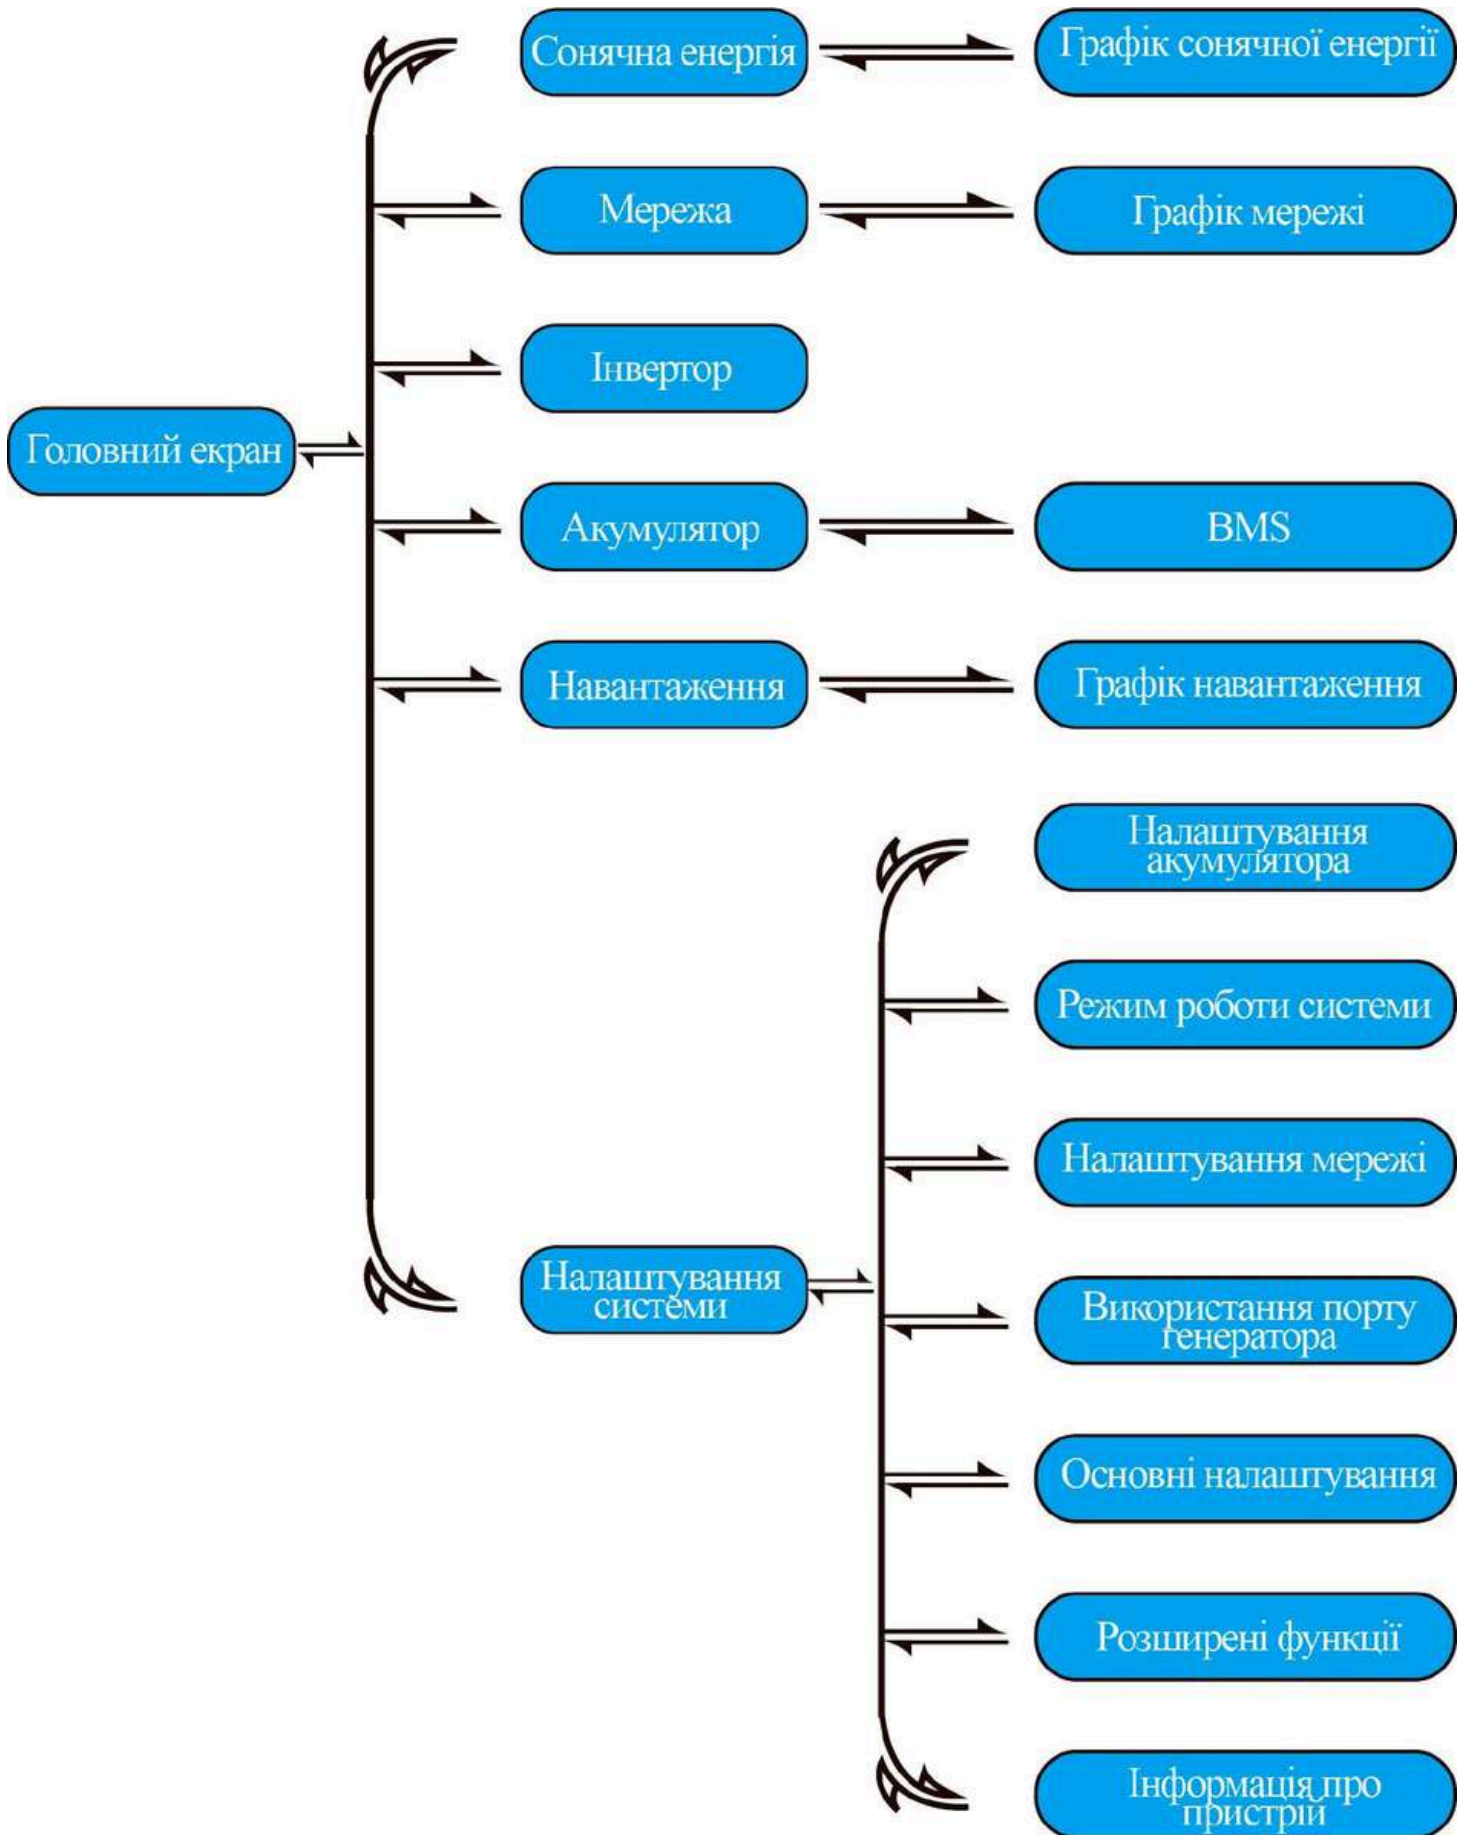 Сонячна енергія
Графік сонячної енергії
Мережа
Графік мережі
Інвертор
Головний екран
Акумулятор
BMS
Навантаження
Графік навантаження
Налаштування
акумулятора
Режим роботи системи
Налаштування мережі
Налаштування
системи
Використання порту
генератора
Основні налаштування
Розширені функції
Інформація про
пристрій